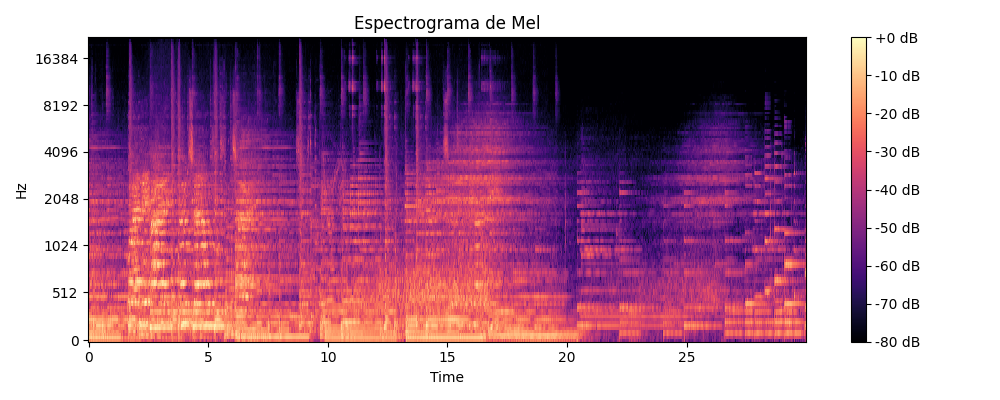 Espectrograma de Mel
Hz
16384
8192
4096
2048
1024
512
0
0 5 10 15 20 25
Time
+0 dB
-10 dB
-20 dB
-30 dB
-40 dB
-50 dB
-60 dB
-70 dB
-80 dB